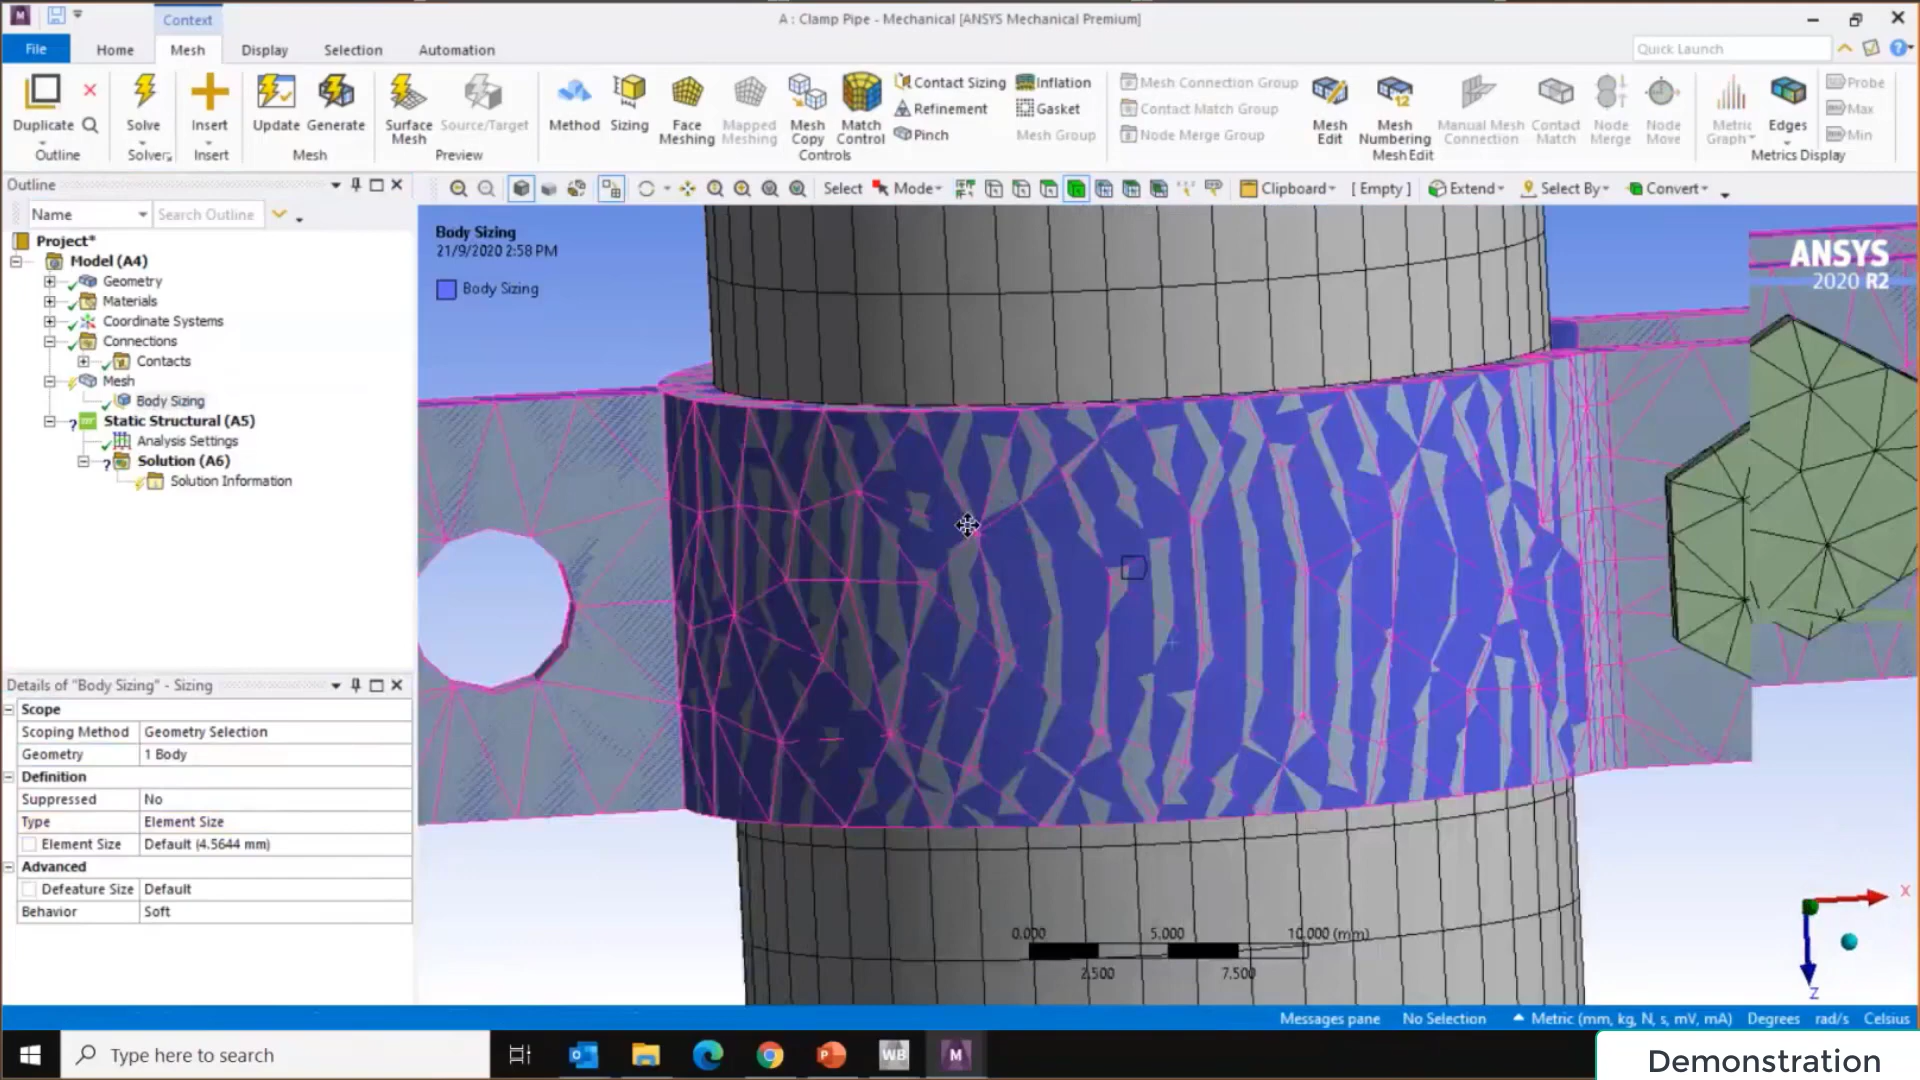 Context
A : Clamp Pipe - Mechanical [ANSYS Mechanical Premium]
File Home Mesh Display Selection Automation
Quick Launch
Duplicate Solve Insert Update Generate Surface Mesh Source/Target Method Sizing Face Meshing Mapped Meshing Mesh Copy Match Control
Contact Sizing
Refinement
Pinch
Inflation
Gasket
Mesh Group
Mesh Connection Group
Contact Match Group
Node Merge Group
Mesh Edit Mesh Numbering Manual Mesh Connection Contact Match Node Merge Node Move Metric Graph Edges
Probe
Max
Min
Outline Solver Insert Mesh Preview Controls Mesh Edit Metrics Display
Outline
Select Mode Clipboard [ Empty ] Extend Select By Convert
Name Search Outline
Project*
Model (A4)
Geometry
Materials
Coordinate Systems
Connections
Contacts
Mesh
Body Sizing
Static Structural (A5)
Analysis Settings
Solution (A6)
Solution Information
Body Sizing
21/9/2020 2:58 PM
Body Sizing
ANSYS
2020 R2
Details of "Body Sizing" - Sizing
Scope
Scoping Method Geometry Selection
Geometry 1 Body
Definition
Suppressed No
Type Element Size
Element Size Default (4.5644 mm)
Advanced
Defeature Size Default
Behavior Soft
0.000 5.000 10.000 (mm)
2.500 7.500
X
Z
Messages pane No Selection Metric (mm, kg, N, s, mV, mA) Degrees rad/s Celsius
Type here to search
WB
M
Demonstration